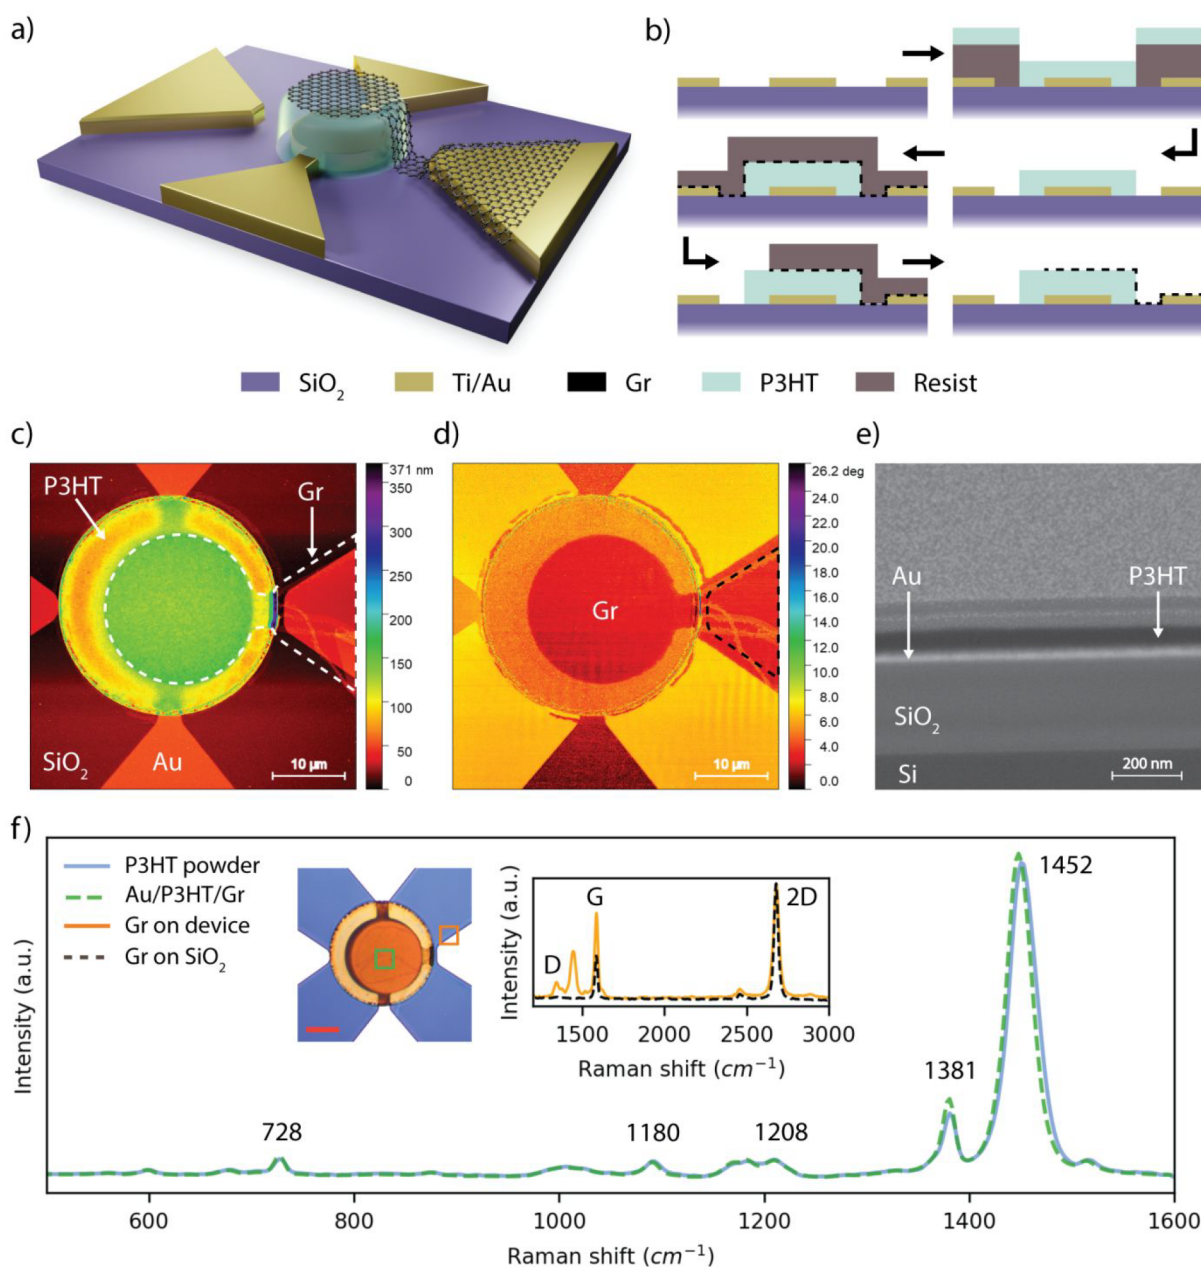 a)
b)
SiO₂
Ti/Au
Gr
P3HT
Resist
c)
d)
e)
P3HT
Gr
SiO₂
Au
10 µm
371 nm
350
300
250
200
150
100
50
0
Gr
10 µm
26.2 deg
24.0
22.0
20.0
18.0
16.0
14.0
12.0
10.0
8.0
6.0
4.0
2.0
0.0
Au
P3HT
SiO₂
Si
200 nm
f)
P3HT powder
Au/P3HT/Gr
Gr on device
Gr on SiO₂
Intensity (a.u.)
D
G
2D
1500
2000
2500
3000
Raman shift (cm⁻¹)
Intensity (a.u.)
728
1180
1208
1381
1452
600
800
1000
1200
1400
1600
Raman shift (cm⁻¹)